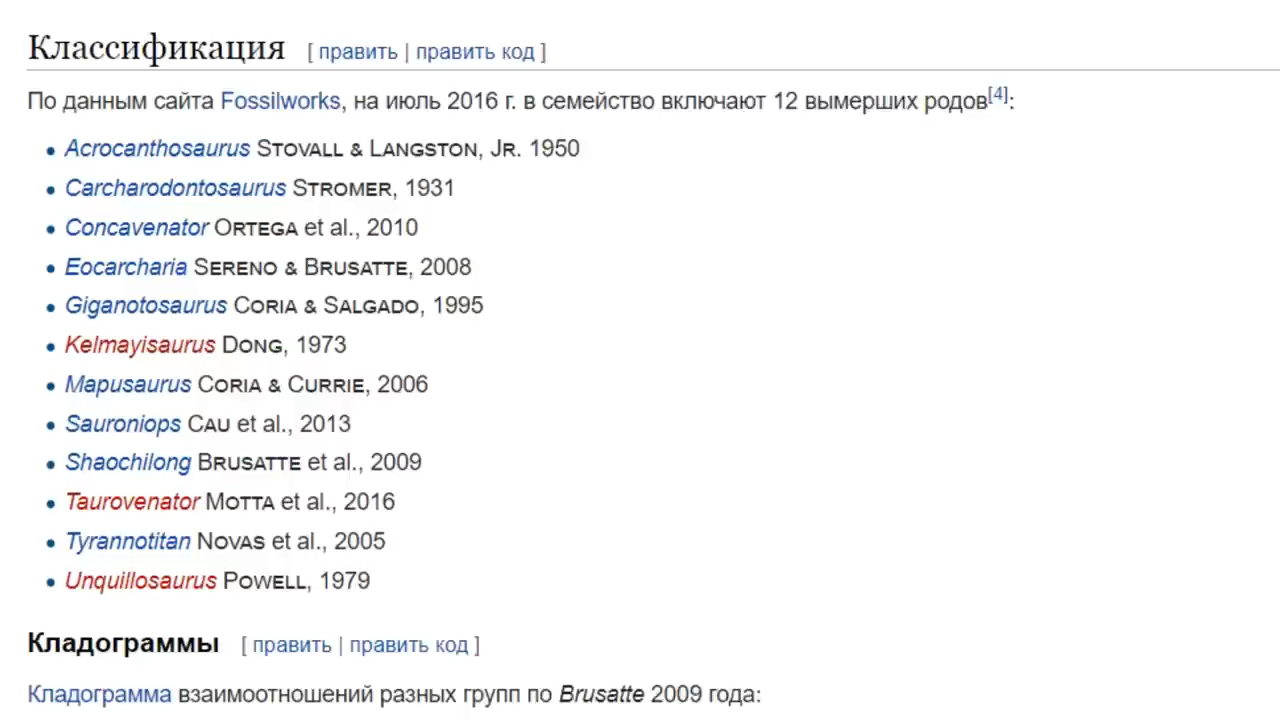 Классификация [ править | править код ]
По данным сайта Fossilworks, на июль 2016 г. в семейство включают 12 вымерших родов[4]:
• Acrocanthosaurus Stovall & Langston, Jr. 1950
• Carcharodontosaurus Stromer, 1931
• Concavenator Ortega et al., 2010
• Eocarcharia Sereno & Brusatte, 2008
• Giganotosaurus Coria & Salgado, 1995
• Kelmayisaurus Dong, 1973
• Mapusaurus Coria & Currie, 2006
• Sauroniops Cau et al., 2013
• Shaochilong Brusatte et al., 2009
• Taurovenator Motta et al., 2016
• Tyrannotitan Novas et al., 2005
• Unquillosaurus Powell, 1979
Кладограммы [ править | править код ]
Кладограмма взаимоотношений разных групп по Brusatte 2009 года: